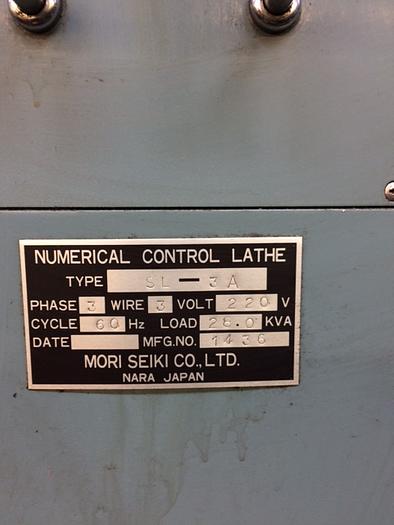 NUMERICAL CONTROL LATHE
TYPE SL-3A
PHASE 3 WIRE 3 VOLT 220 V
CYCLE 60 Hz LOAD 26.0 KVA
DATE MFG.NO. 1436
MORI SEIKI CO.,LTD.
NARA JAPAN